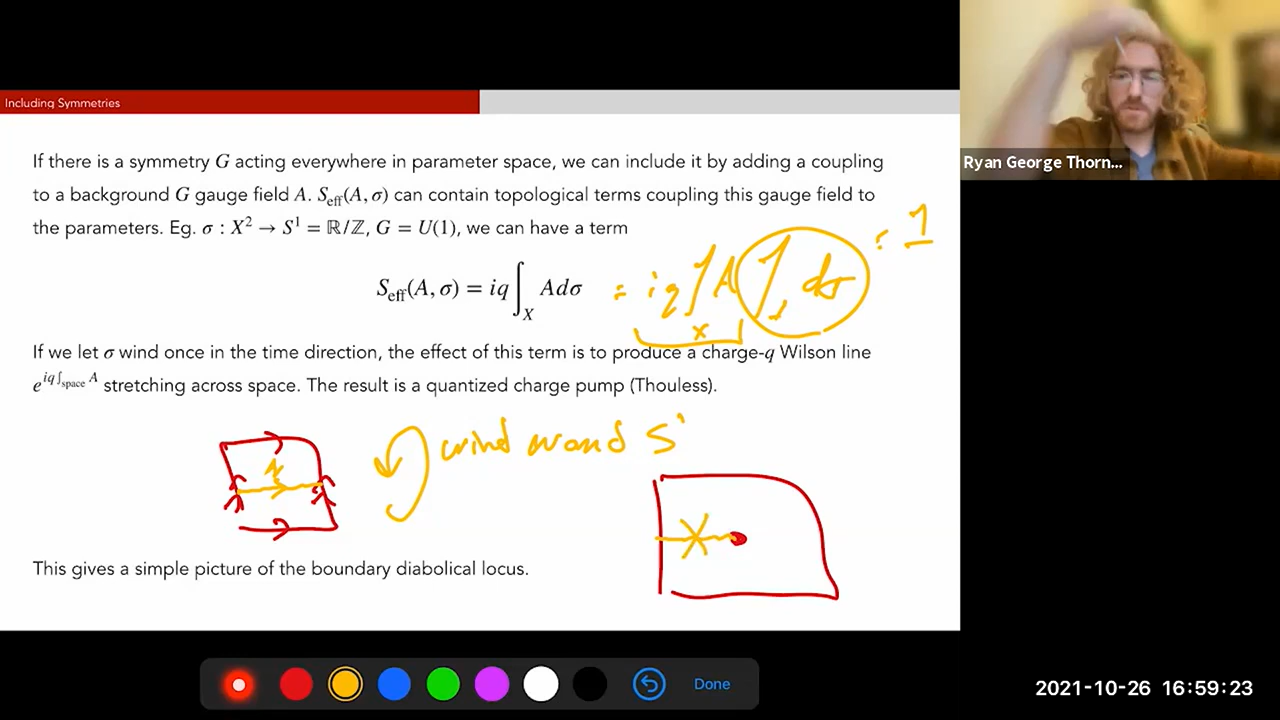 Including Symmetries
Ryan George Thorn...
If there is a symmetry G acting everywhere in parameter space, we can include it by adding a coupling
to a background G gauge field A. S_eff(A, σ) can contain topological terms coupling this gauge field to
the parameters. Eg. σ : X² → S¹ = ℝ/ℤ, G = U(1), we can have a term
S_eff(A, σ) = iq ∫_X A dσ = iq ∫_X A ∫ dσ = 1
If we let σ wind once in the time direction, the effect of this term is to produce a charge-q Wilson line
e^{iq ∫_space A} stretching across space. The result is a quantized charge pump (Thouless).
wind around S¹
This gives a simple picture of the boundary diabolical locus.
Done
2021-10-26 16:59:23